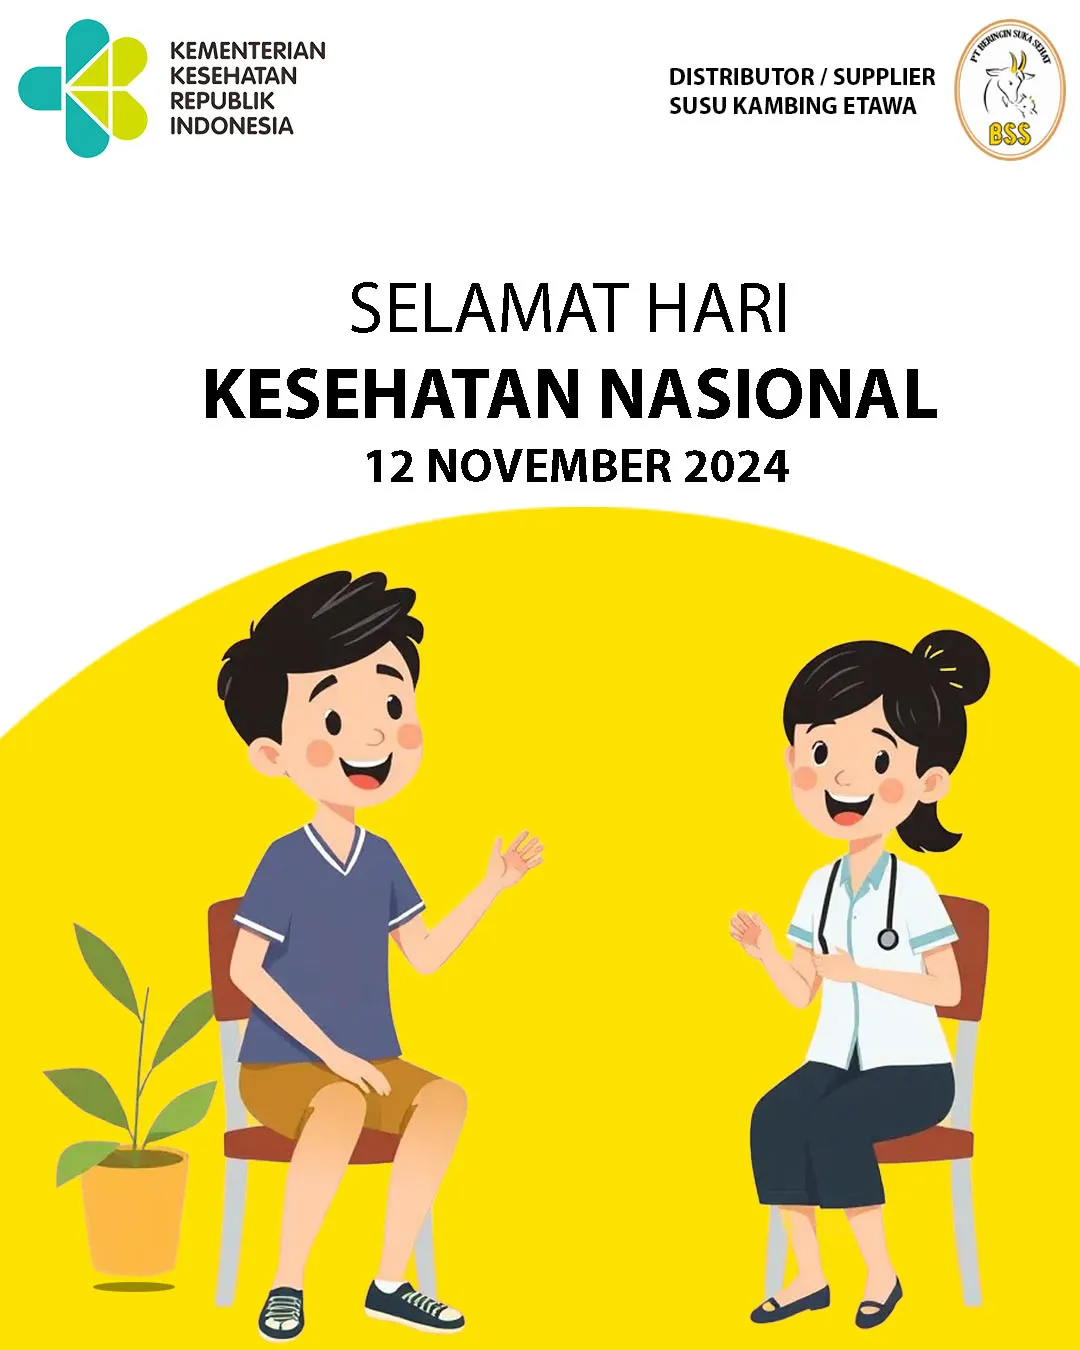 KEMENTERIAN
KESEHATAN
REPUBLIK
INDONESIA
DISTRIBUTOR / SUPPLIER
SUSU KAMBING ETAWA
PT BERINGIN SUKA SEHAT
BSS
SELAMAT HARI
KESEHATAN NASIONAL
12 NOVEMBER 2024